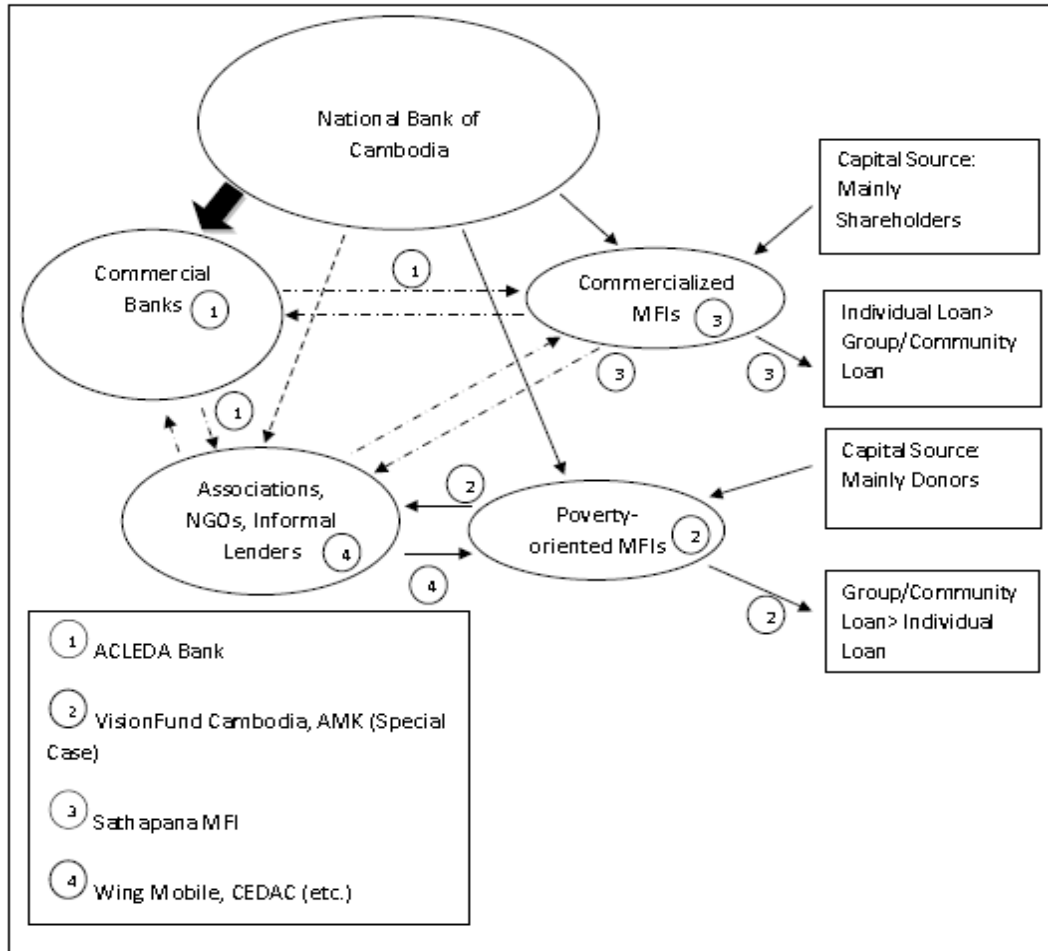 National Bank of
Cambodia
Capital Source:
Mainly
Shareholders
Commercial
Banks
1
1
Commercialized
MFIs
3
Individual Loan>
Group/Community
Loan
3
3
1
Capital Source:
Mainly Donors
Associations,
NGOs, Informal
Lenders
4
2
Poverty-
oriented MFIs
2
4
Group/Community
Loan> Individual
Loan
2
1 ACLEDA Bank
2 VisionFund Cambodia, AMK (Special
Case)
3 Sathapana MFI
4 Wing Mobile, CEDAC (etc.)